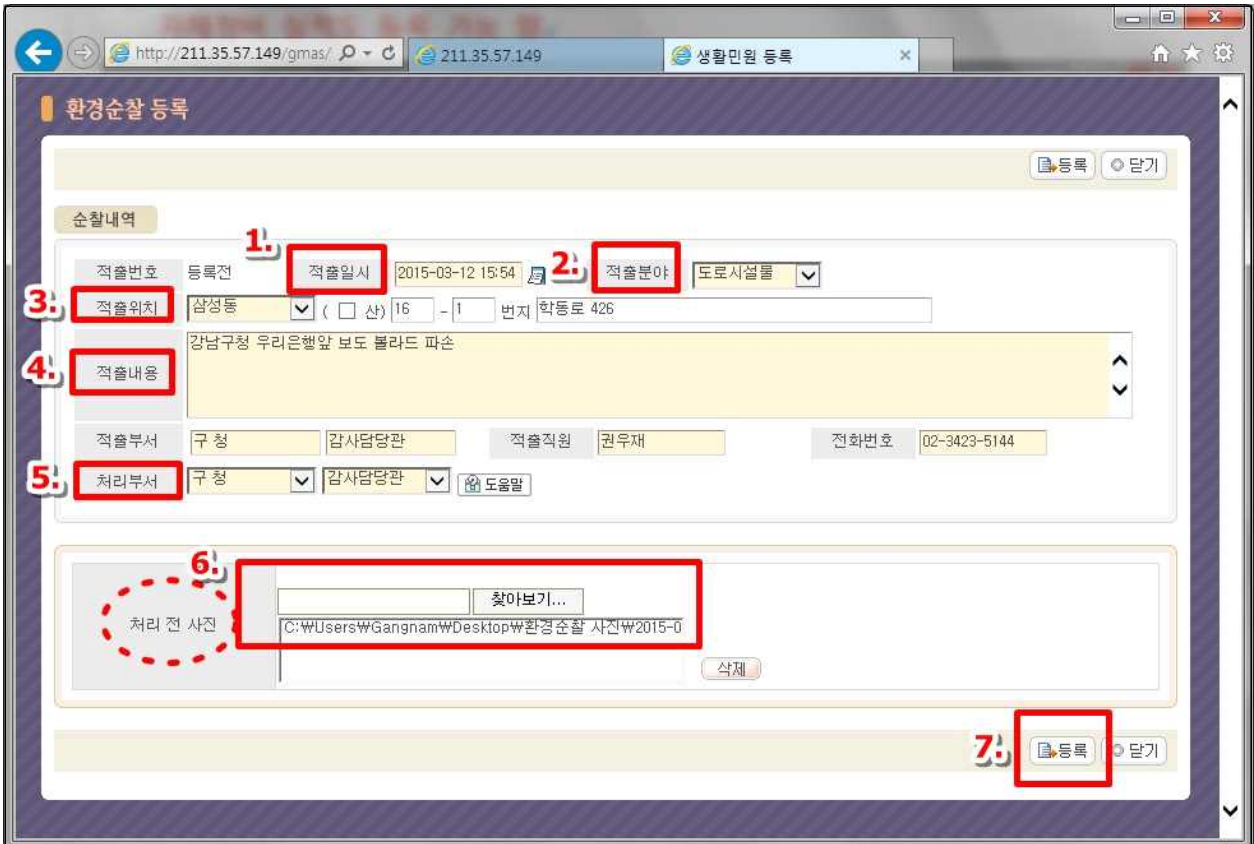 http://211.35.57.149/gmas/ 211.35.57.149 생활민원 등록
환경순찰 등록
등록 닫기
순찰내역
1. 2.
적출번호 등록전 적출일시 2015-03-12 15:54 적출분야 도로시설물
3. 적출위치 삼성동 ( 산) 16 - 1 번지 학동로 426
강남구청 우리은행앞 보도 볼라드 파손
4. 적출내용
적출부서 구 청 감사담당관 적출직원 권우재 전화번호 02-3423-5144
5. 처리부서 구 청 감사담당관 도움말
6.
찾아보기...
처리 전 사진 C:₩Users₩Gangnam₩Desktop₩환경순찰 사진₩2015-0
삭제
7. 등록 닫기